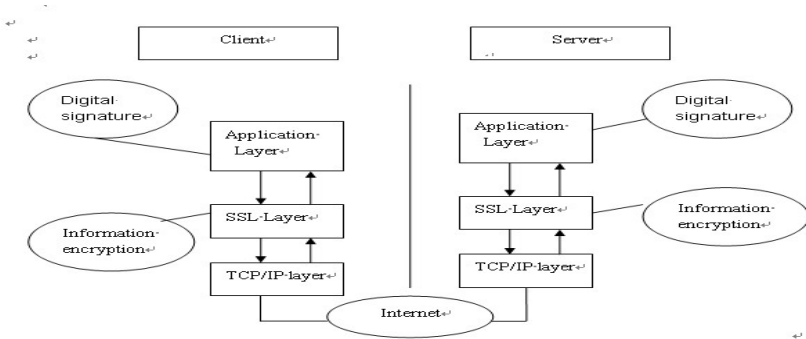 Client
Server
Digital
signature
Application
Layer
SSL Layer
Information
encryption
TCP/IP layer
Digital
signature
Application
Layer
SSL Layer
Information
encryption
TCP/IP layer
Internet